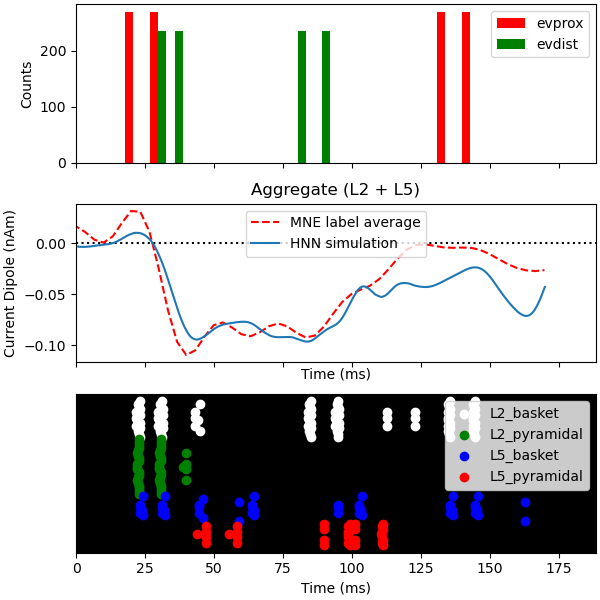 Counts
200
100
0
evprox
evdist
Aggregate (L2 + L5)
Current Dipole (nAm)
0.00
−0.05
−0.10
MNE label average
HNN simulation
Time (ms)
L2_basket
L2_pyramidal
L5_basket
L5_pyramidal
0 25 50 75 100 125 150 175
Time (ms)